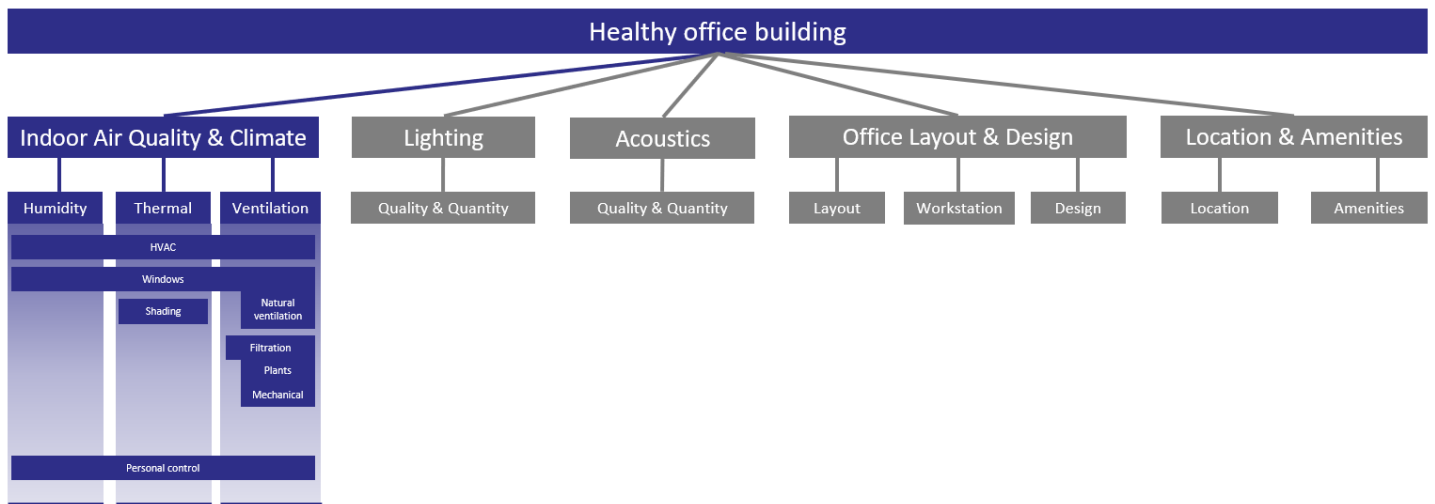 Healthy office building
Indoor Air Quality & Climate
Lighting
Acoustics
Office Layout & Design
Location & Amenities
Humidity
Thermal
Ventilation
Quality & Quantity
Quality & Quantity
Layout
Workstation
Design
Location
Amenities
HVAC
Windows
Shading
Natural
ventilation
Filtration
Plants
Mechanical
Personal control